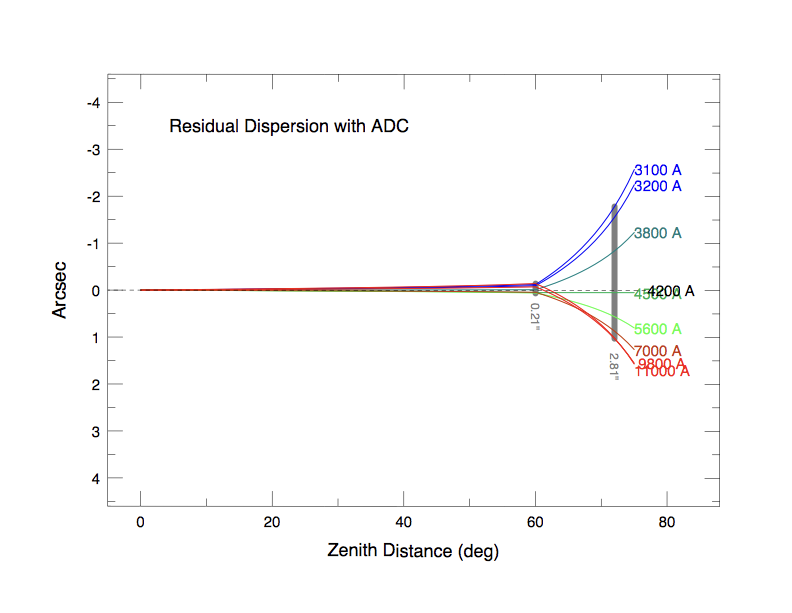 Residual Dispersion with ADC
-4
-3
-2
-1
0
1
2
3
4
Arcsec
3100 A
3200 A
3800 A
4200 A
5600 A
7000 A
9800 A
11000 A
0.21"
2.81"
0
20
40
60
80
Zenith Distance (deg)